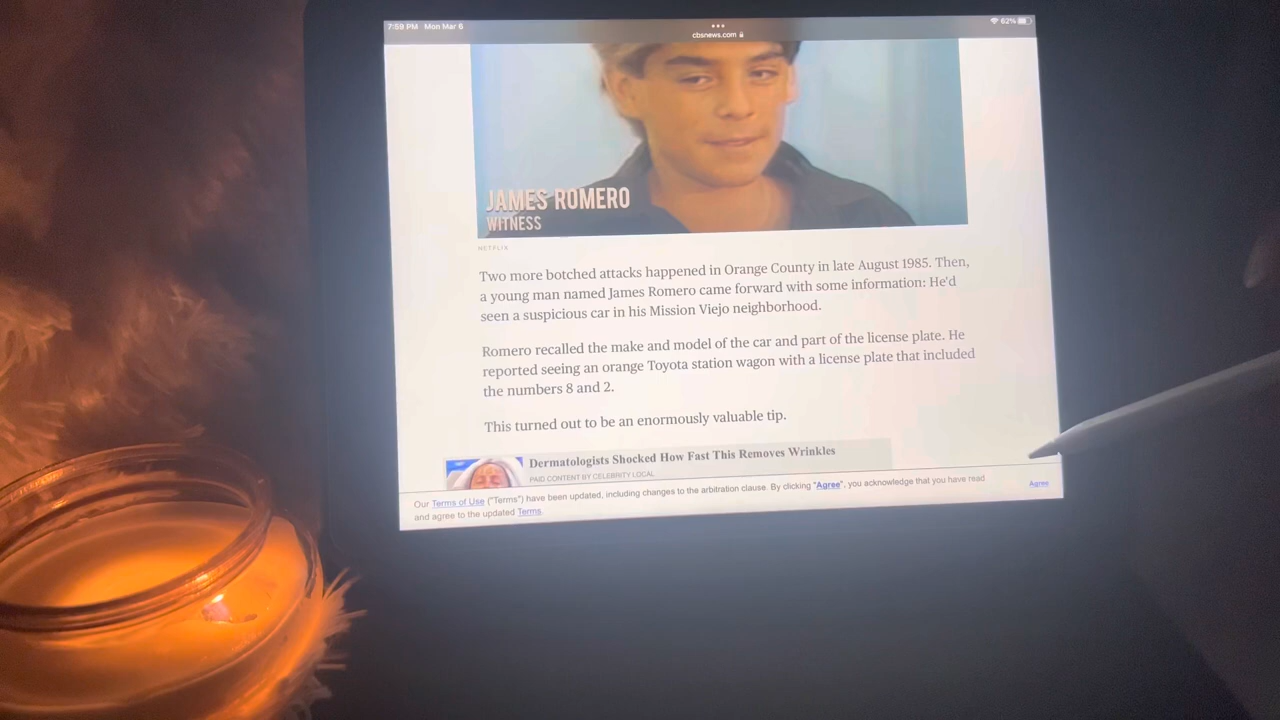 7:59 PM Mon Mar 6
62%
cbsnews.com
JAMES ROMERO
WITNESS
NETFLIX
Two more botched attacks happened in Orange County in late August 1985. Then,
a young man named James Romero came forward with some information: He'd
seen a suspicious car in his Mission Viejo neighborhood.
Romero recalled the make and model of the car and part of the license plate. He
reported seeing an orange Toyota station wagon with a license plate that included
the numbers 8 and 2.
This turned out to be an enormously valuable tip.
Dermatologists Shocked How Fast This Removes Wrinkles
PAID CONTENT BY CELEBRITY LOCAL
Our Terms of Use ("Terms") have been updated, including changes to the arbitration clause. By clicking "Agree", you acknowledge that you have read
and agree to the updated Terms.
Agree